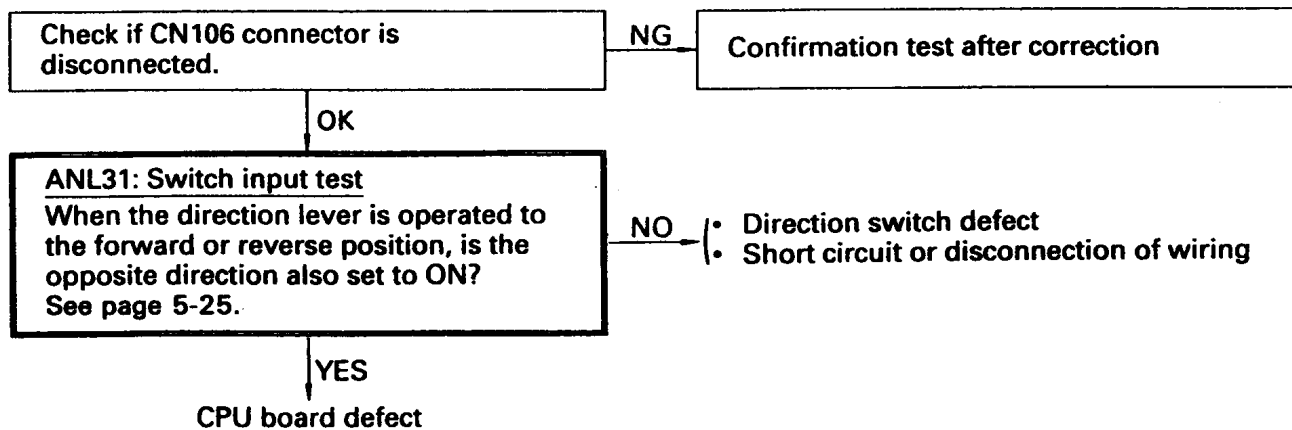 Check if CN106 connector is
disconnected.
NG
Confirmation test after correction
OK
ANL31: Switch input test
When the direction lever is operated to
the forward or reverse position, is the
opposite direction also set to ON?
See page 5-25.
NO
• Direction switch defect
• Short circuit or disconnection of wiring
YES
CPU board defect